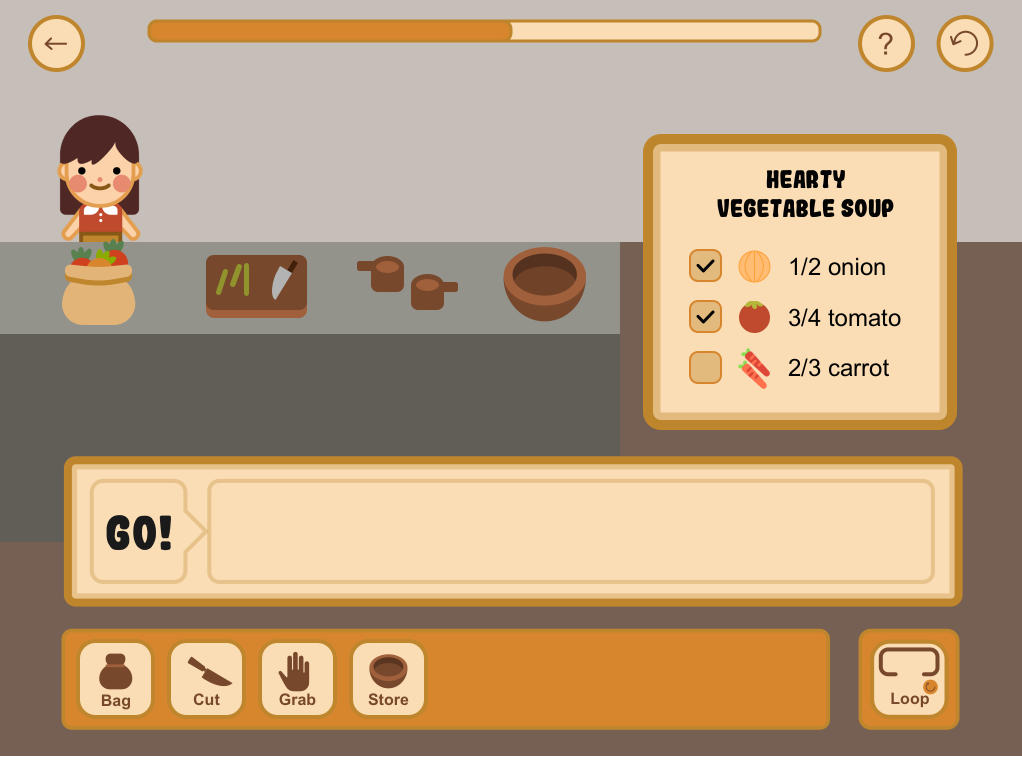 ?
HEARTY
VEGETABLE SOUP
1/2 onion
3/4 tomato
2/3 carrot
GO!
Bag
Cut
Grab
Store
Loop